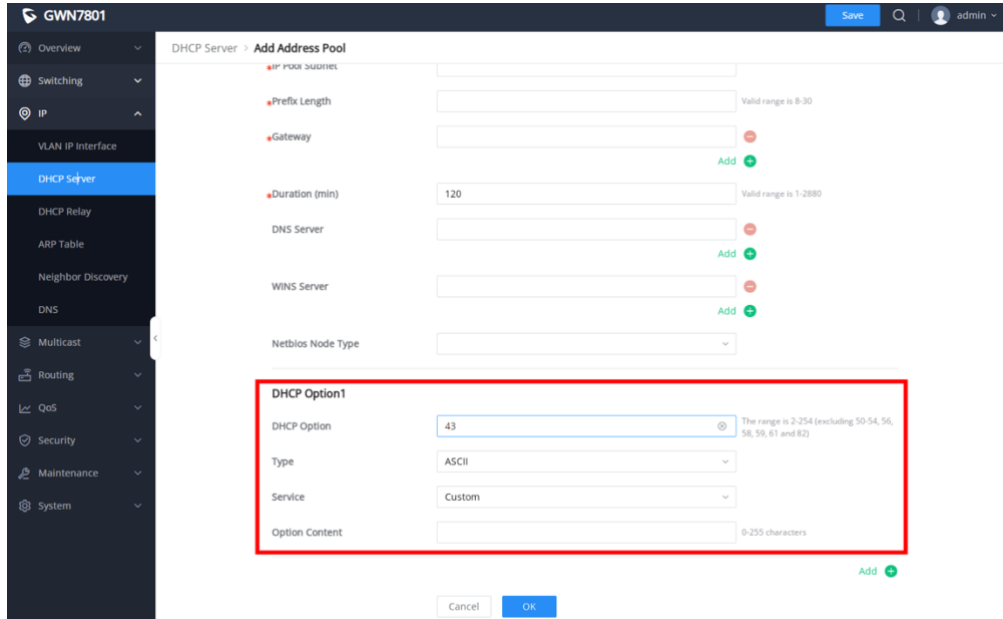 GWN7801
Save
admin
Overview
Switching
IP
VLAN IP Interface
DHCP Server
DHCP Relay
ARP Table
Neighbor Discovery
DNS
Multicast
Routing
QoS
Security
Maintenance
System
DHCP Server > Add Address Pool
*IP Pool Subnet
*Prefix Length
Valid range is 8-30
*Gateway
Add
*Duration (min)
120
Valid range is 1-2880
DNS Server
Add
WINS Server
Add
Netbios Node Type
DHCP Option1
DHCP Option
43
The range is 2-254 (excluding 50-54, 56,
58, 59, 61 and 82)
Type
ASCII
Service
Custom
Option Content
0-255 characters
Add
Cancel
OK